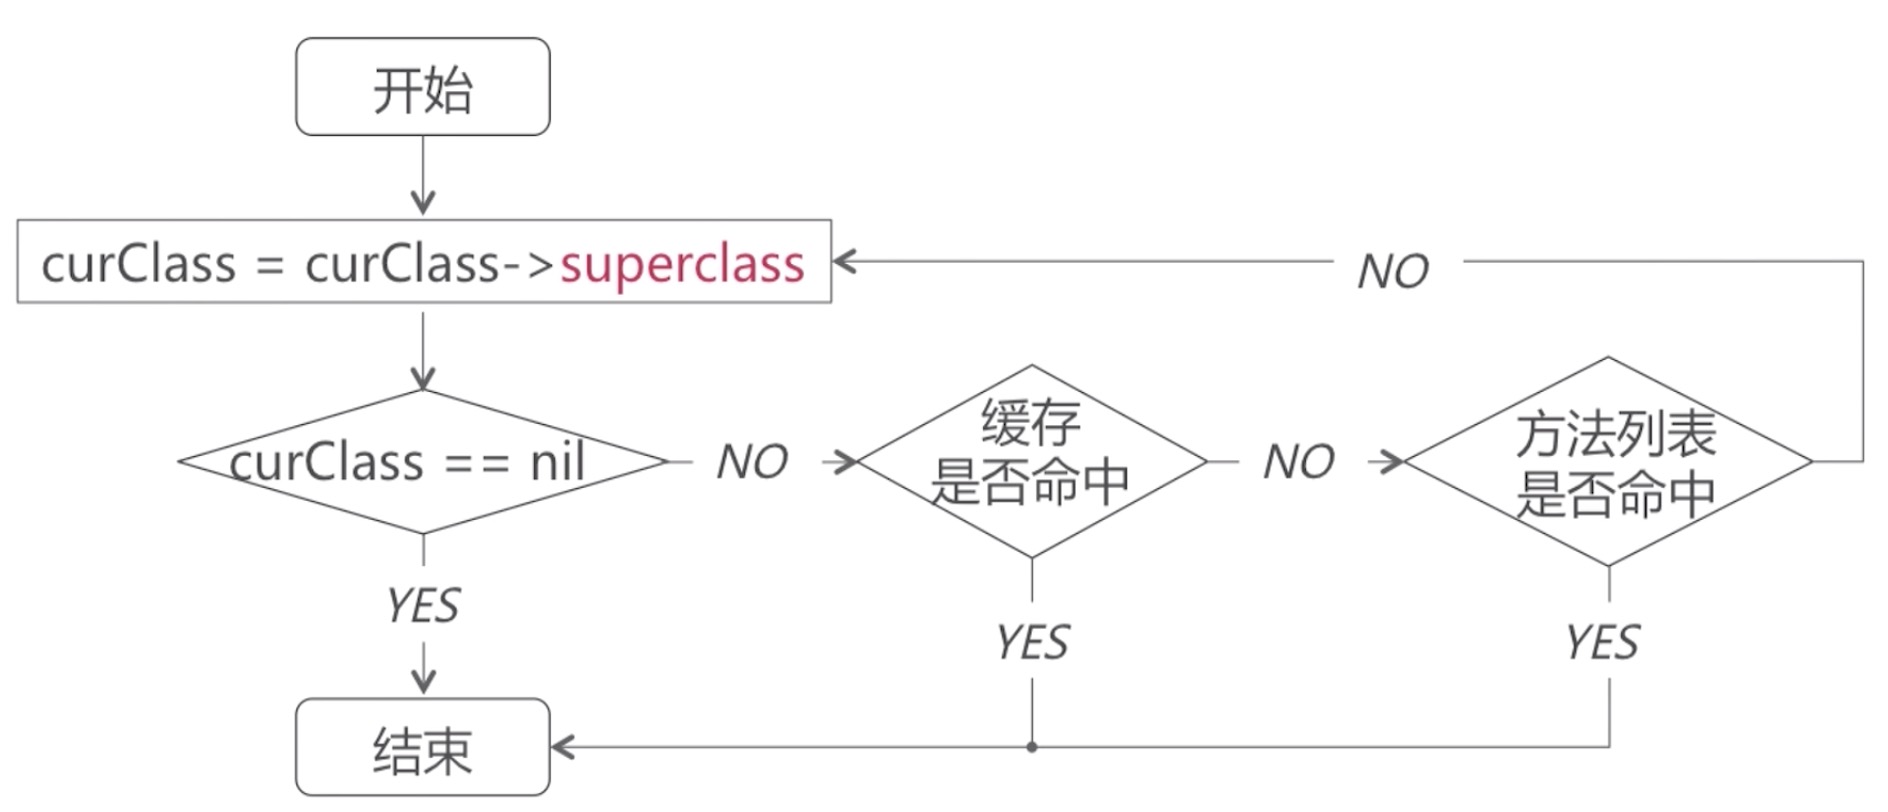 开始
curClass = curClass->superclass
NO
curClass == nil
NO
缓存
是否命中
NO
方法列表
是否命中
YES
YES
YES
结束